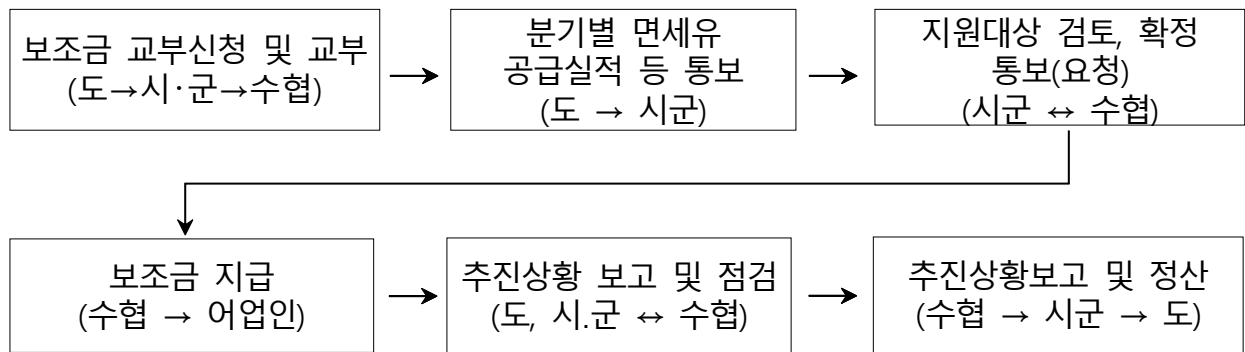 보조금 교부신청 및 교부
(도→시·군→수협)
분기별 면세유
공급실적 등 통보
(도 → 시군)
지원대상 검토, 확정
통보(요청)
(시군 ↔ 수협)
보조금 지급
(수협 → 어업인)
추진상황 보고 및 점검
(도, 시.군 ↔ 수협)
추진상황보고 및 정산
(수협 → 시군 → 도)